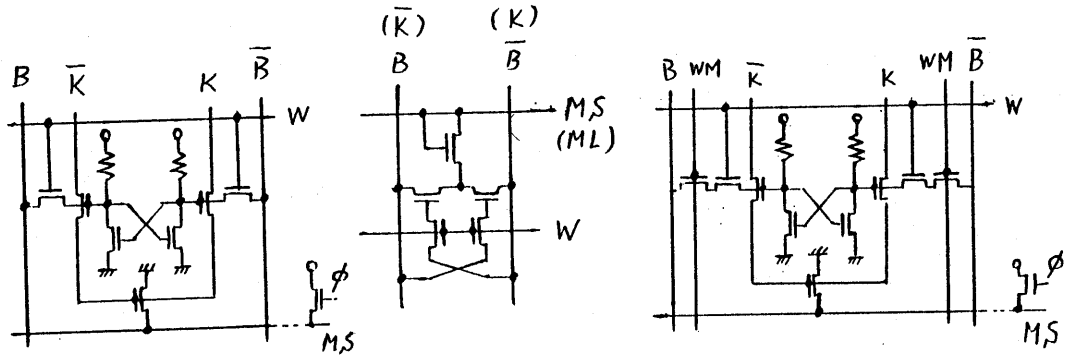 B K̅ K B̅
W
φ
M,S
(K̅) (K)
B B̅
M,S
(ML)
W
B WM K̅ K WM B̅
W
φ
M,S